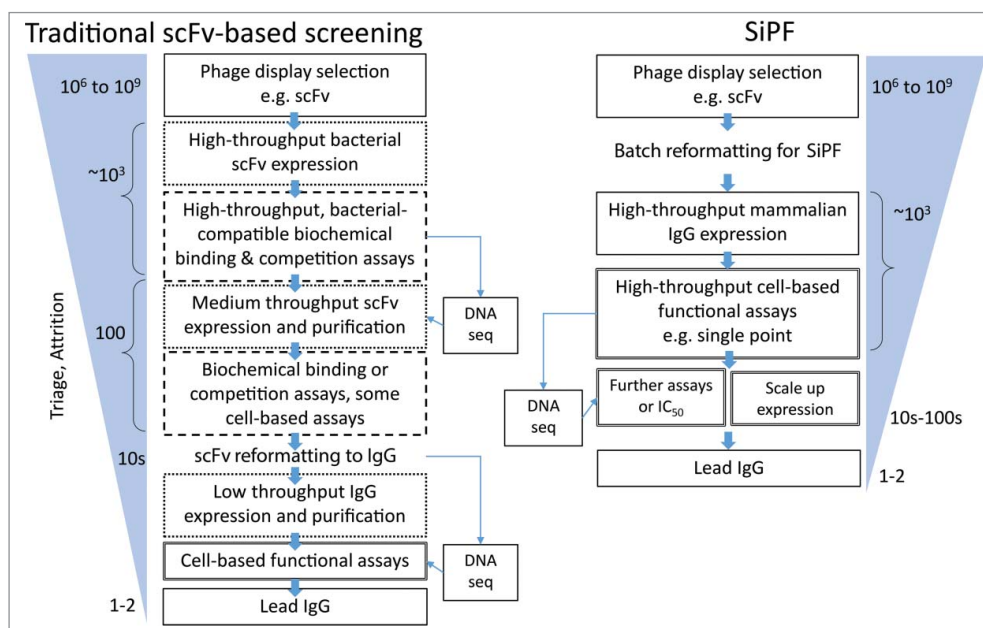 Traditional scFv-based screening
10⁶ to 10⁹
~10³
100
10s
1-2
Triage, Attrition
Phage display selection
e.g. scFv
High-throughput bacterial
scFv expression
High-throughput, bacterial-
compatible biochemical
binding & competition assays
Medium throughput scFv
expression and purification
DNA
seq
Biochemical binding or
competition assays, some
cell-based assays
scFv reformatting to IgG
Low throughput IgG
expression and purification
Cell-based functional assays
DNA
seq
Lead IgG
SiPF
Phage display selection
e.g. scFv
Batch reformatting for SiPF
High-throughput mammalian
IgG expression
High-throughput cell-based
functional assays
e.g. single point
DNA
seq
Further assays
or IC₅₀
Scale up
expression
Lead IgG
10⁶ to 10⁹
~10³
10s-100s
1-2